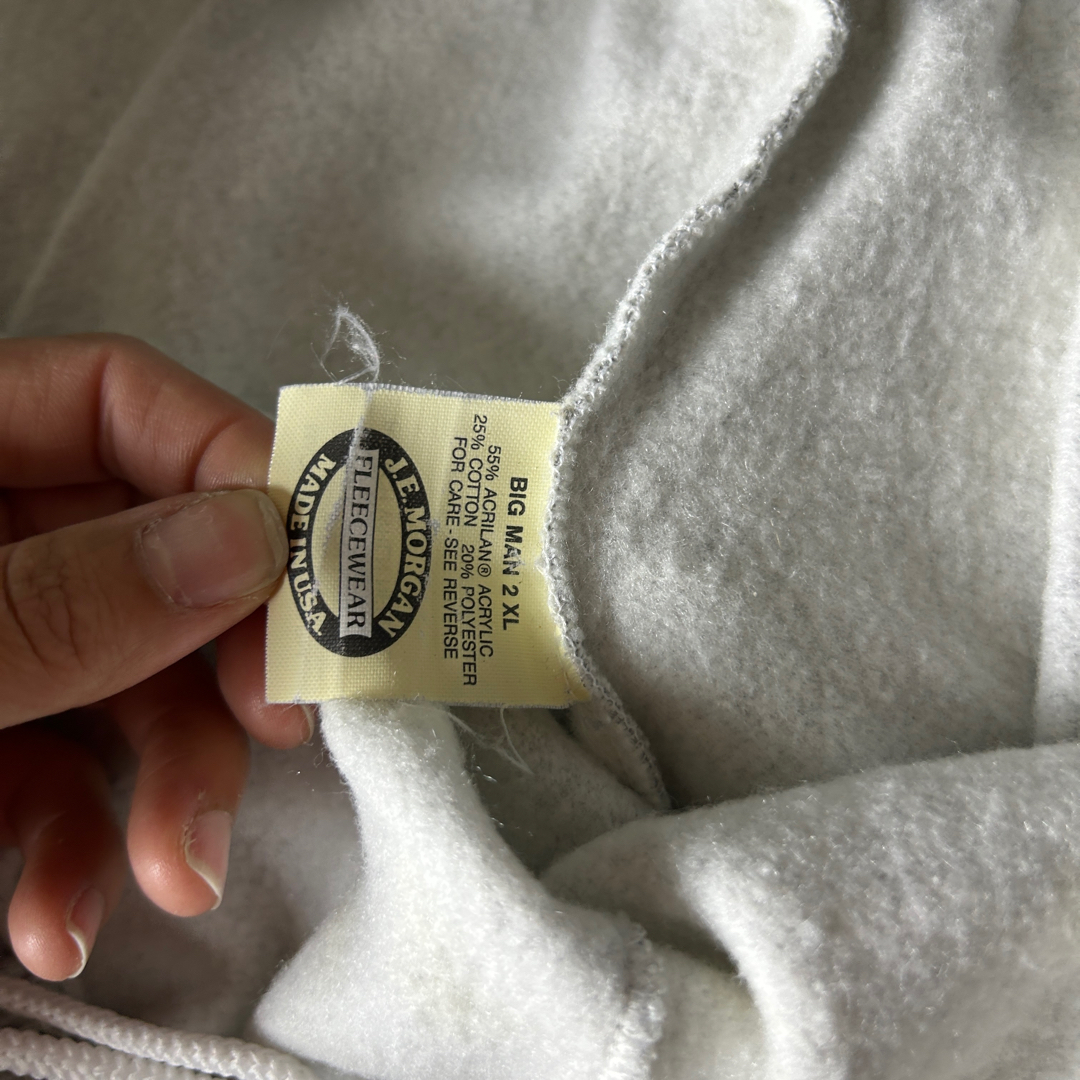 J.E. MORGAN
FLEECEWEAR
MADE IN USA
BIG MAN 2 XL
55% ACRILAN® ACRYLIC
25% COTTON 20% POLYESTER
FOR CARE - SEE REVERSE